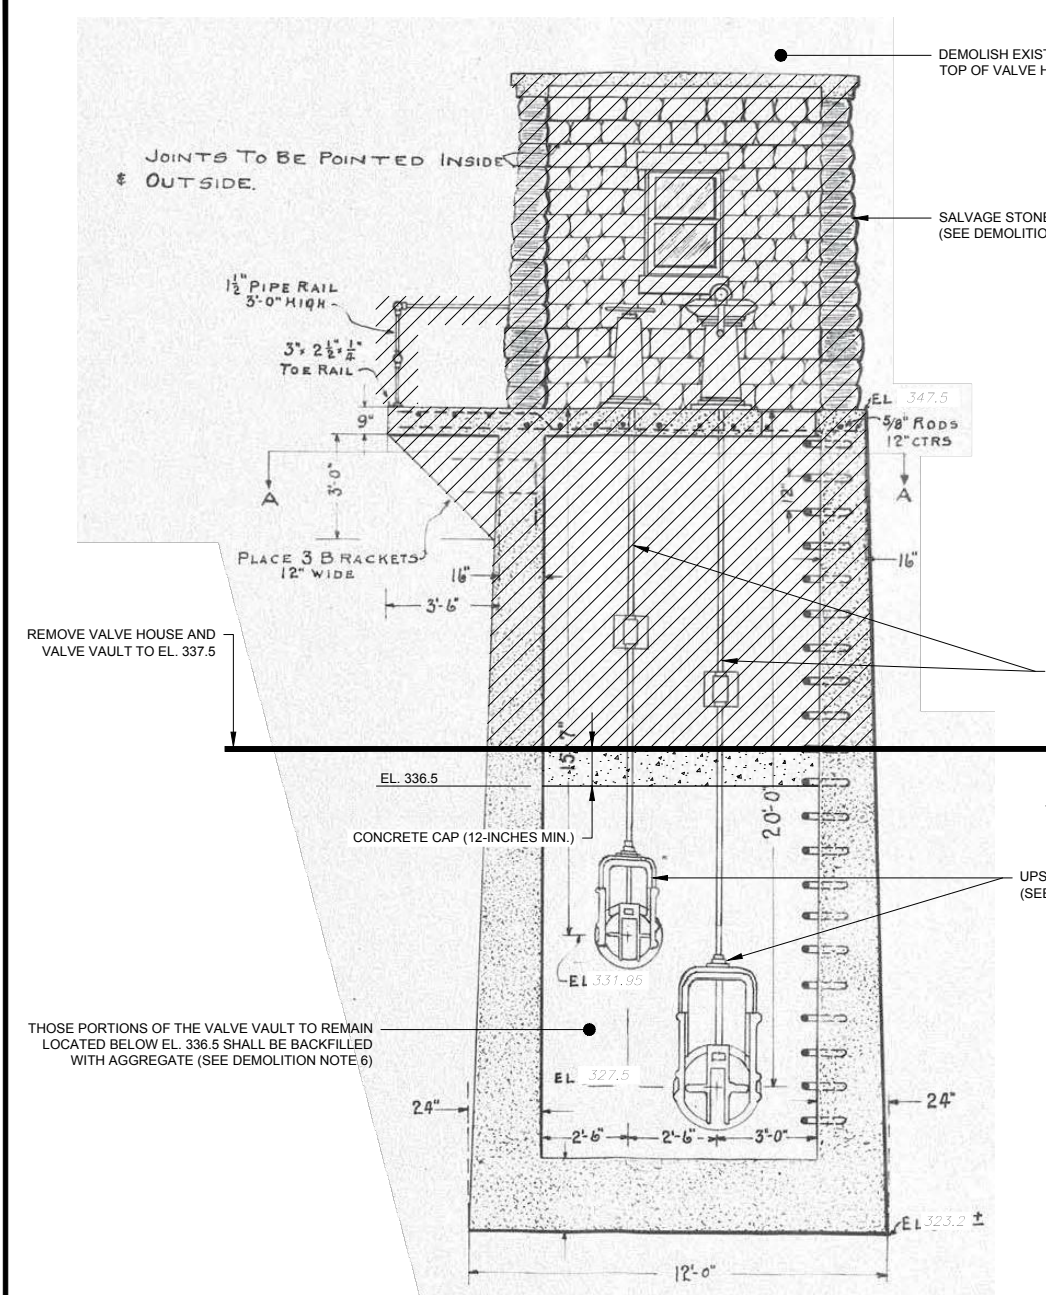 DEMOLISH EXIST
TOP OF VALVE H
JOINTS TO BE POINTED INSIDE
& OUTSIDE.
SALVAGE STONE
(SEE DEMOLITIO
1½" PIPE RAIL
3'-0" HIGH
3" x 2½" x ¼"
TOE RAIL
EL 347.5
9"
5/8" RODS
12" CTRS
3'-0"
A
A
12"
PLACE 3 BRACKETS
12" WIDE
16"
16"
3'-6"
REMOVE VALVE HOUSE AND
VALVE VAULT TO EL. 337.5
15'-7"
EL. 336.5
20'-0"
CONCRETE CAP (12-INCHES MIN.)
UPS
(SEE
EL 331.95
THOSE PORTIONS OF THE VALVE VAULT TO REMAIN
LOCATED BELOW EL. 336.5 SHALL BE BACKFILLED
WITH AGGREGATE (SEE DEMOLITION NOTE 6)
EL 327.5
24"
24"
2'-6" 2'-6" 3'-0"
EL 323.2 ±
12'-0"